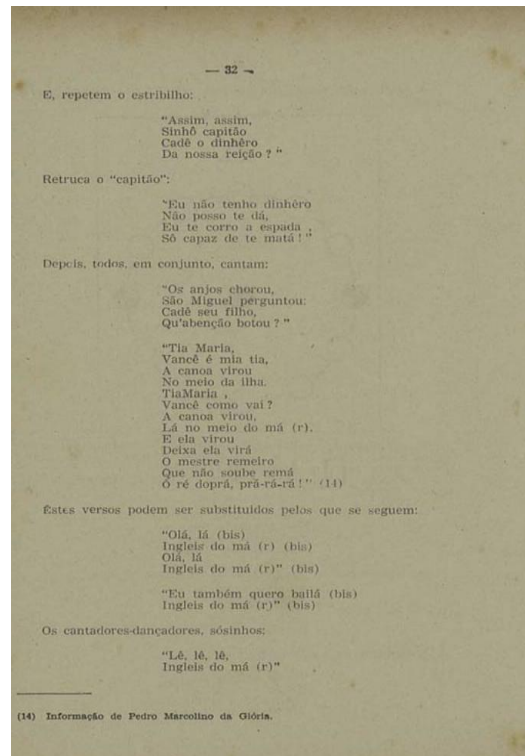 — 32 —
E, repetem o estribilho:
"Assim, assim,
Sinhô capitão
Cadê o dinhêro
Da nossa reição ? "
Retruca o "capitão":
"Eu não tenho dinhêro
Não posso te dá,
Eu te corro a espada ,
Sô capaz de te matá ! "
Depois, todos, em conjunto, cantam:
"Os anjos chorou,
São Miguel perguntou:
Cadê seu filho,
Qu'abenção botou ? "
"Tia Maria,
Vancê é mia tia,
A canoa virou
No meio da ilha.
TiaMaria ,
Vancê como vai ?
A canoa virou,
Lá no meio do má (r).
E ela virou
Deixa ela virá
O mestre remeiro
Que não soube remá
Ó ré doprá, prá-rá-rá ! " (14)
Êstes versos podem ser substituidos pelos que se seguem:
"Olá, lá (bis)
Ingleis do má (r) (bis)
Olá, lá
Ingleis do má (r)" (bis)
"Eu também quero bailá (bis)
Ingleis do má (r)" (bis)
Os cantadores-dançadores, sósinhos:
"Lê, lê, lê,
Ingleis do má (r)"
(14) Informação de Pedro Marcolino da Glória.